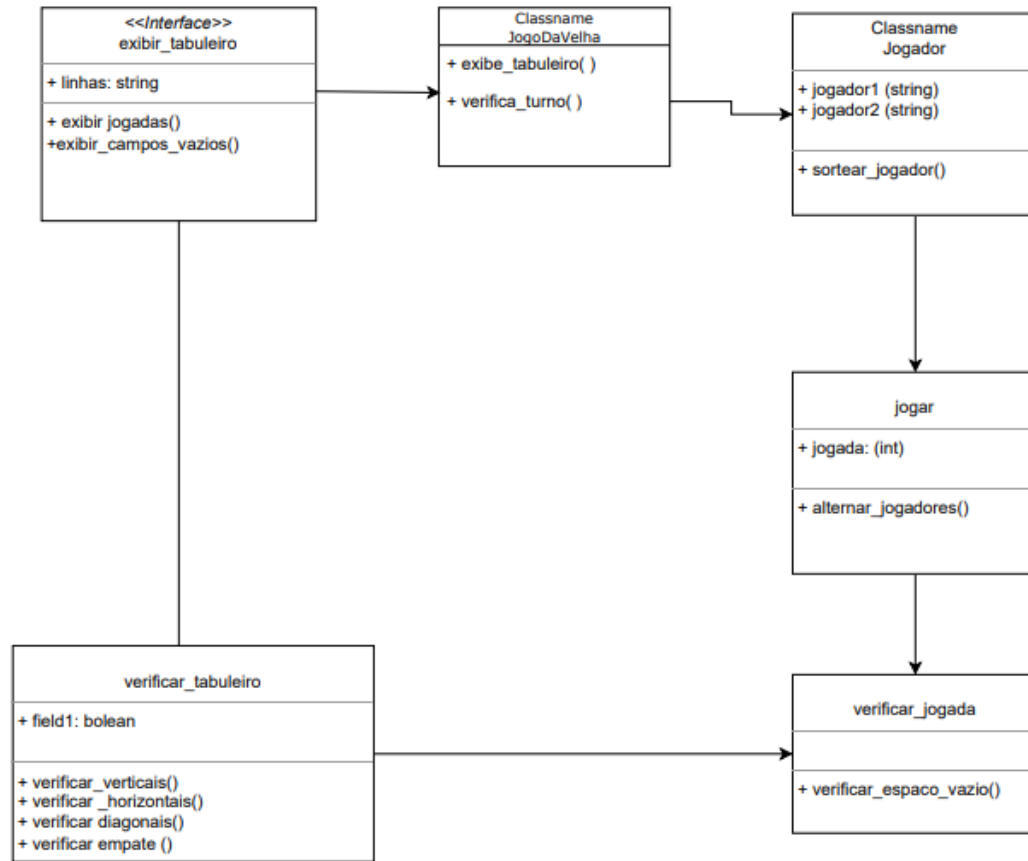 <<Interface>>
exibir_tabuleiro
+ linhas: string
+ exibir jogadas()
+exibir_campos_vazios()
Classname
JogoDaVelha
+ exibe_tabuleiro( )
+ verifica_turno( )
Classname
Jogador
+ jogador1 (string)
+ jogador2 (string)
+ sortear_jogador()
jogar
+ jogada: (int)
+ alternar_jogadores()
verificar_tabuleiro
+ field1: bolean
+ verificar_verticais()
+ verificar _horizontais()
+ verificar diagonais()
+ verificar empate ()
verificar_jogada
+ verificar_espaco_vazio()